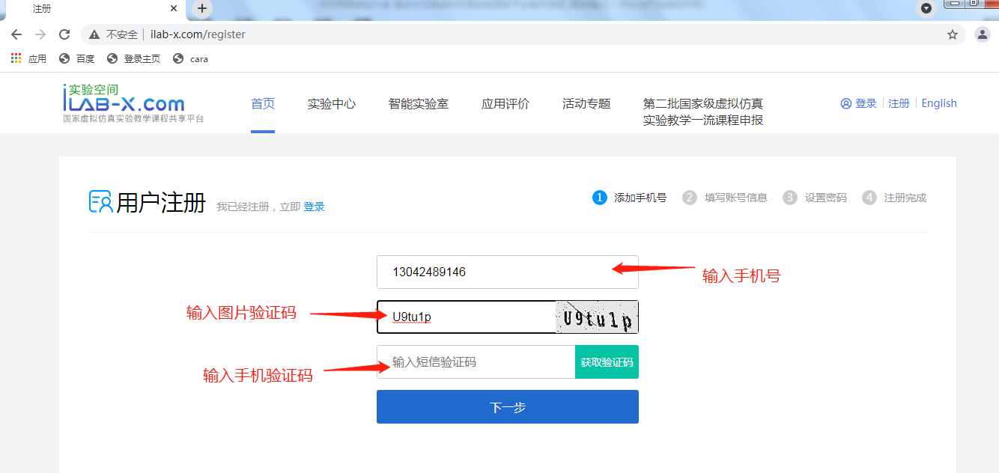 注册
不安全 ilab-x.com/register
应用 百度 登录主页 cara
实验空间
iLAB-X.com
国家虚拟仿真实验教学课程共享平台
首页 实验中心 智能实验室 应用评价 活动专题 第二批国家级虚拟仿真
实验教学一流课程申报
登录 注册 English
用户注册 我已经注册，立即 登录
1 添加手机号 2 填写账号信息 3 设置密码 4 注册完成
13042489146
输入手机号
输入图片验证码
U9tu1p U9tu1p
输入短信验证码 获取验证码
输入手机验证码
下一步